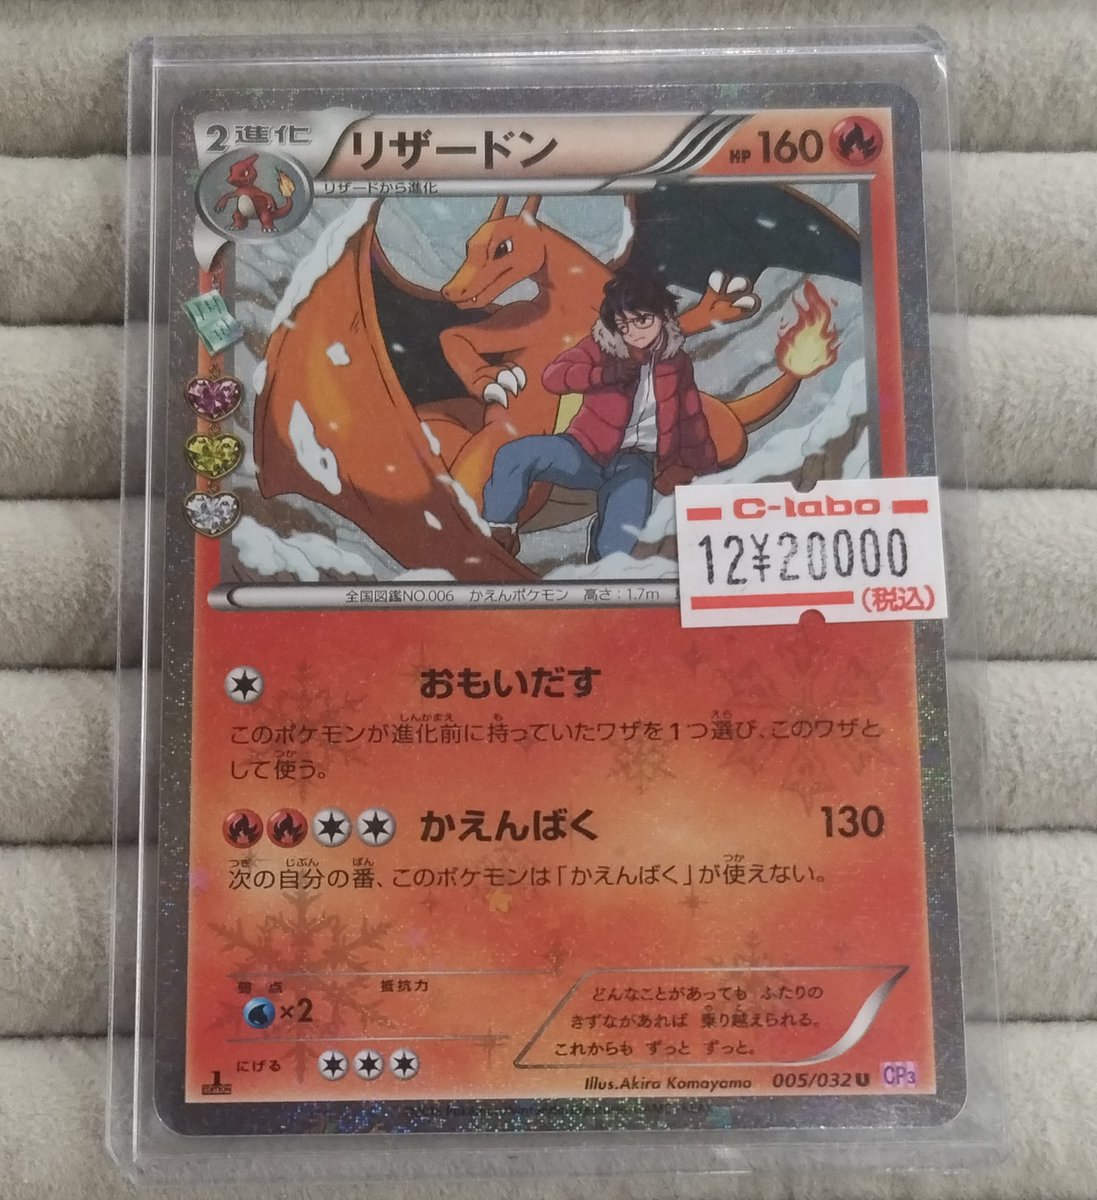 2進化
リザードン
HP 160
リザードから進化
C-labo
12¥20000
(税込)
全国図鑑NO.006 かえんポケモン 高さ:1.7m
おもいだす
このポケモンが進化前に持っていたワザを1つ選び、このワザと
して使う。
かえんばく 130
次の自分の番、このポケモンは「かえんばく」が使えない。
弱点 抵抗力
×2
にげる
どんなことがあっても ふたりの
きずながあれば 乗り越えられる。
これからも ずっと ずっと。
1 EDITION
Illus.Akira Komayama 005/032 U CP3